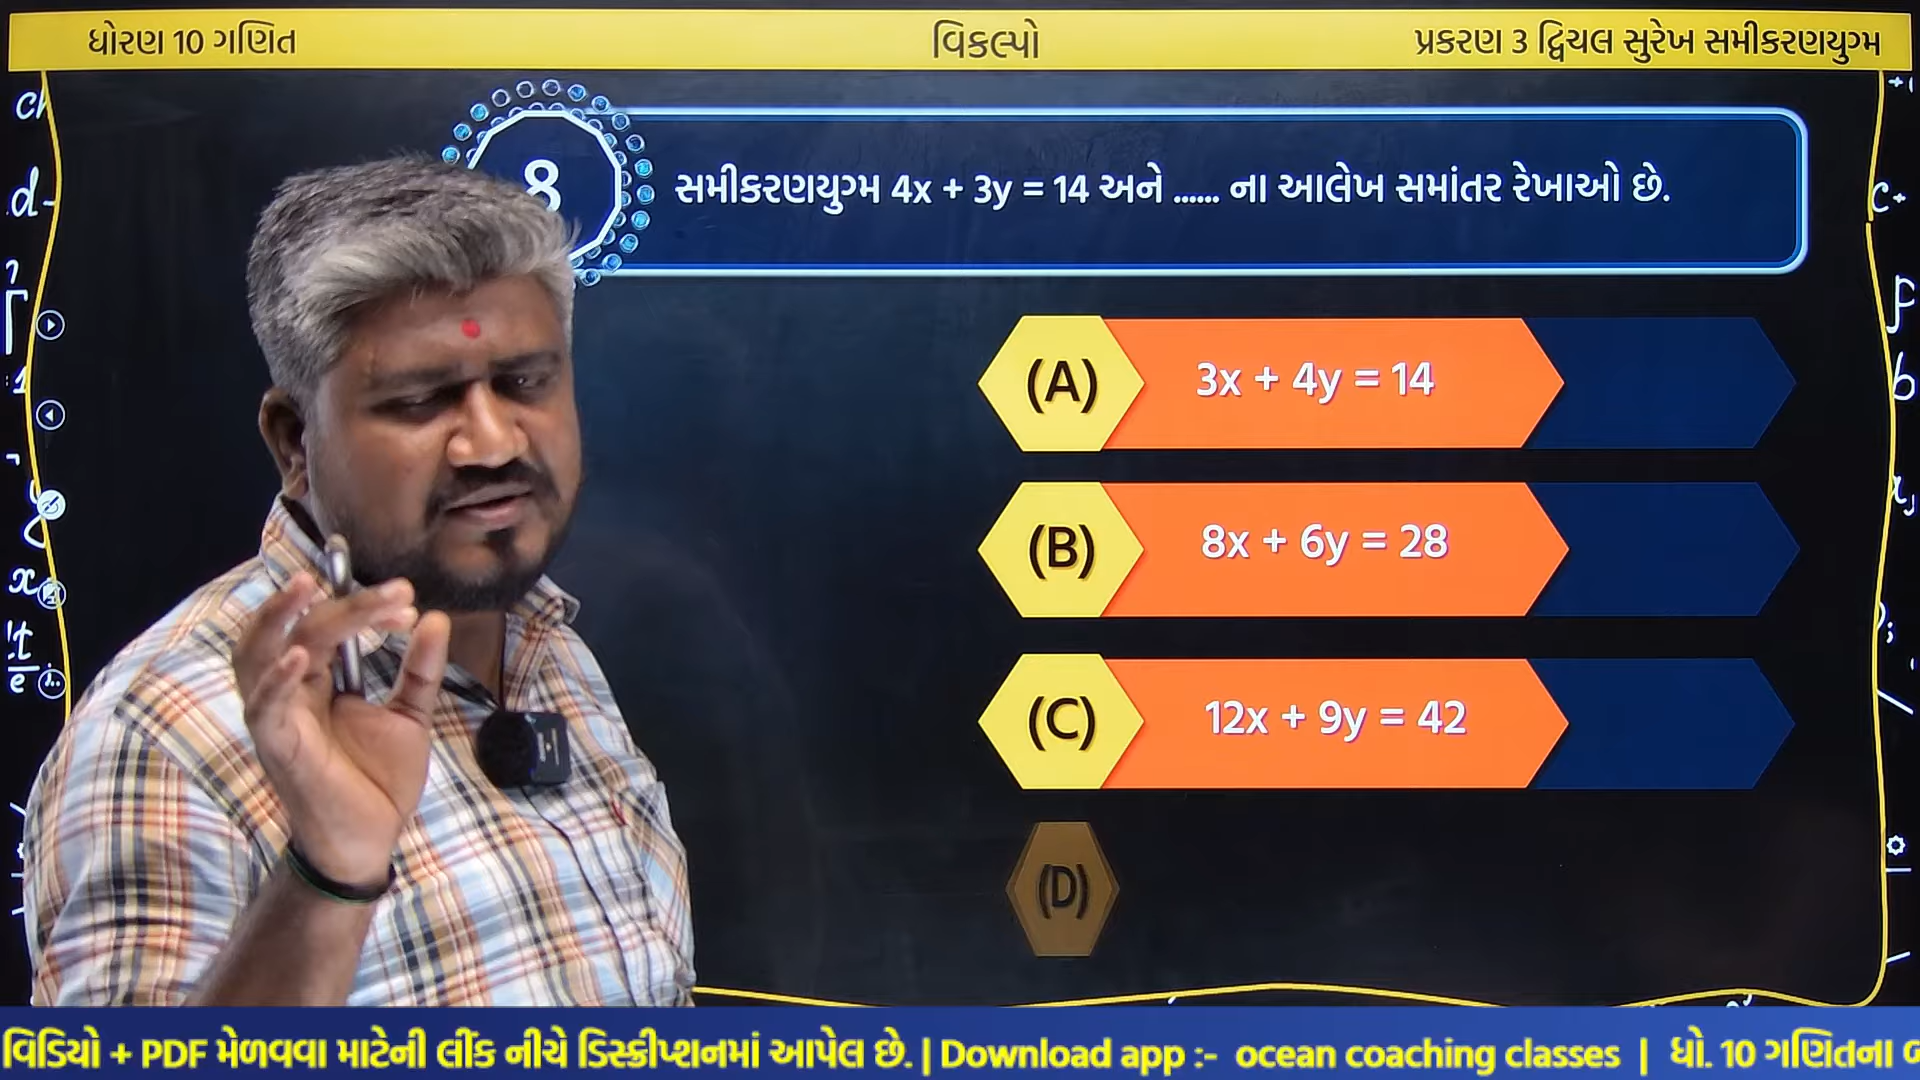 ધોરણ 10 ગણિત
વિકલ્પો
પ્રકરણ 3 દ્વિચલ સુરેખ સમીકરણયુગ્મ
8
સમીકરણયુગ્મ 4x + 3y = 14 અને ...... ના આલેખ સમાંતર રેખાઓ છે.
(A) 3x + 4y = 14
(B) 8x + 6y = 28
(C) 12x + 9y = 42
(D)
વિડિયો + PDF મેળવવા માટેની લીંક નીચે ડિસ્ક્રીપ્શનમાં આપેલ છે. | Download app :- ocean coaching classes | ધો. 10 ગણિતના